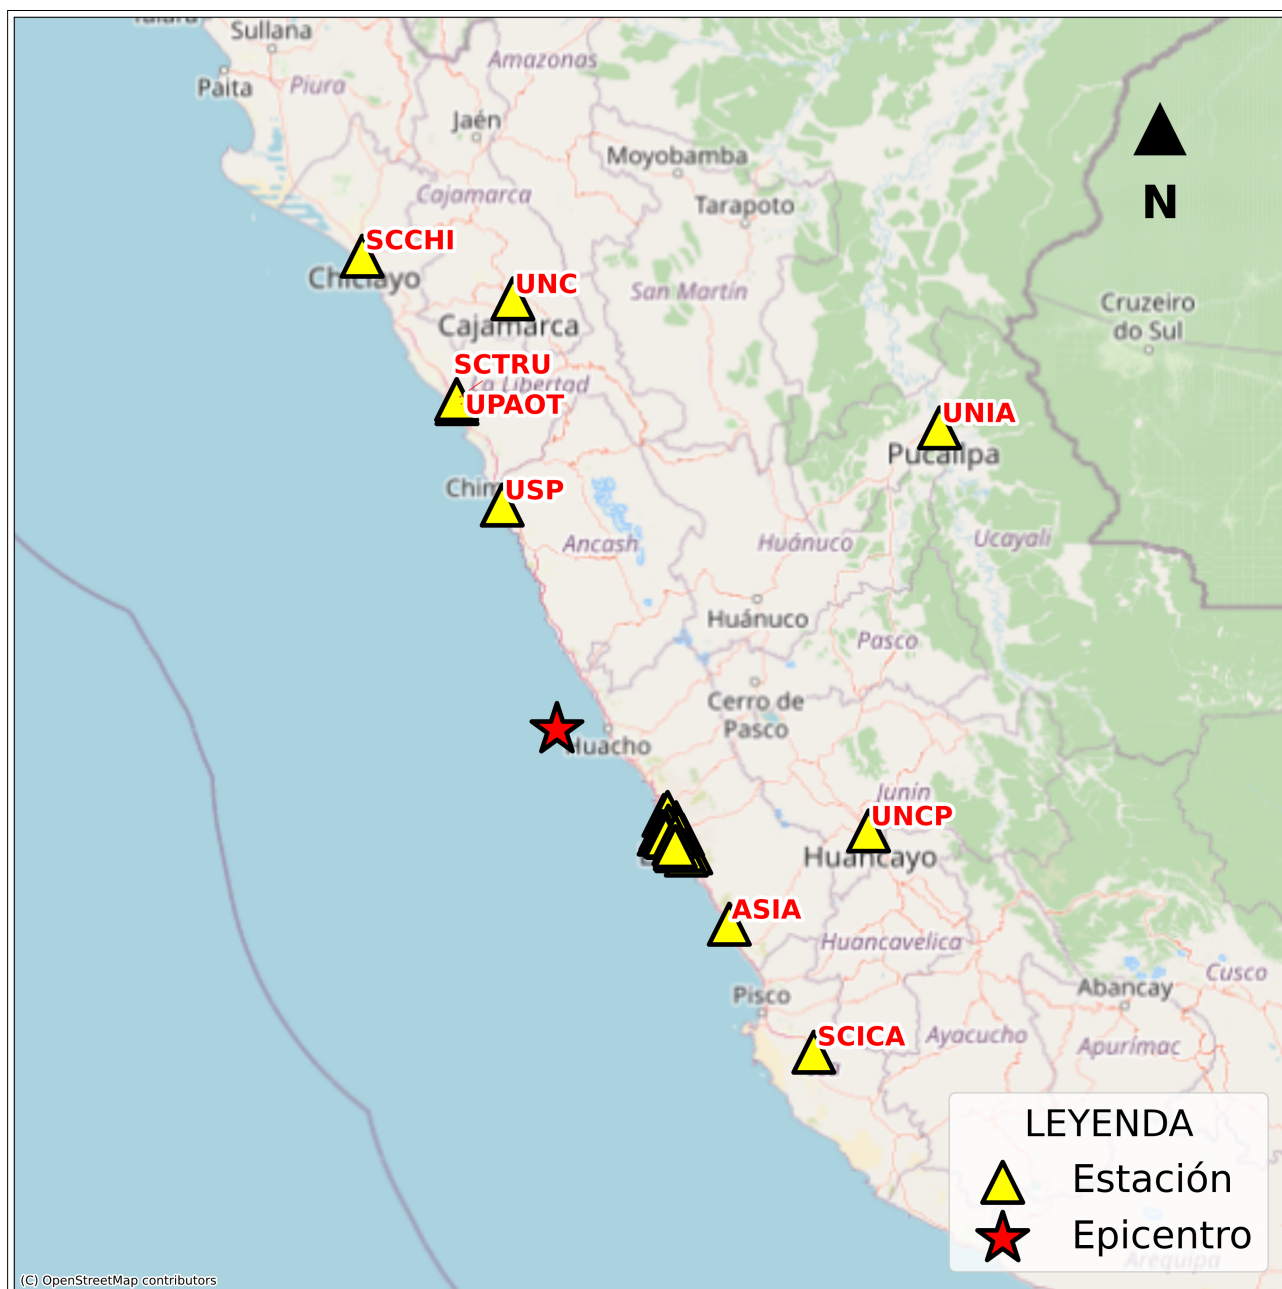 Sullana
Amazonas
Paita
Piura
Jaén
Moyobamba
N
Cajamarca
Tarapoto
SCCHI
Chiclayo
UNC
San Martín
Cruzeiro
do Sul
Cajamarca
SCTRU
La Libertad
UPAOT
UNIA
Pucallpa
USP
Ancash
Huánuco
Ucayali
Huánuco
Pasco
Cerro de
Pasco
Huacho
Junín
UNCP
Huancayo
ASIA
Huancavelica
Cusco
Pisco
Abancay
SCICA
Ayacucho
Apurímac
LEYENDA
Estación
Epicentro
Arequipa
(C) OpenStreetMap contributors